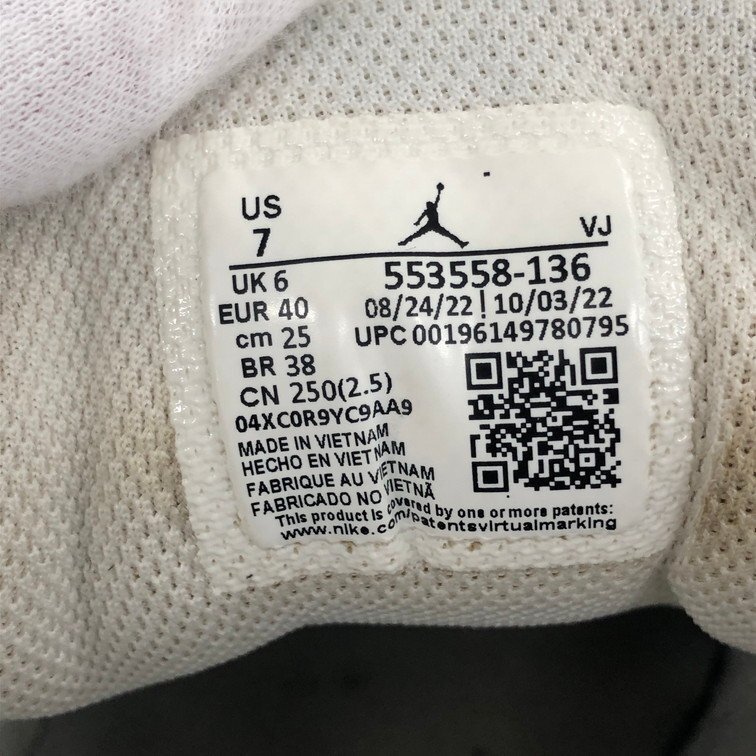 US
7
VJ
UK 6
553558-136
EUR 40
08/24/22 | 10/03/22
cm 25
UPC 00196149780795
BR 38
CN 250(2.5)
04XC0R9YC9AA9
MADE IN VIETNAM
HECHO EN VIETNAM
FABRIQUE AU VIETNAM
FABRICADO NO VIETNÃ
This product is covered by one or more patents:
www.nike.com/patentsvirtualmarking